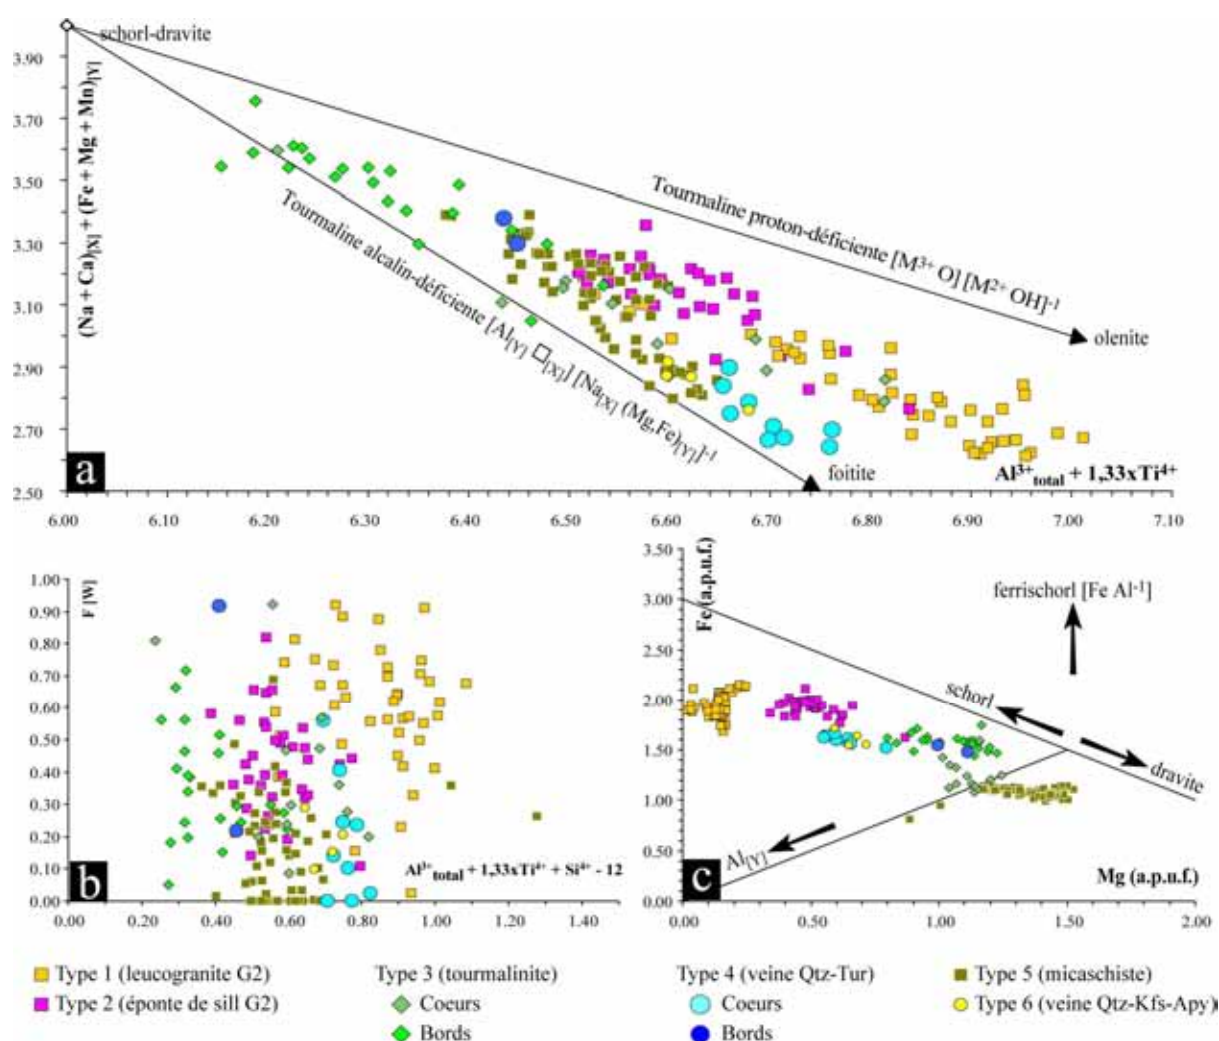 schorl-dravite
3.90
3.70
3.50
3.30
3.10
2.90
2.70
2.50
(Na + Ca)[X] + (Fe + Mg + Mn)[Y]
Tourmaline proton-déficiente [M3+ O] [M2+ OH]-1
olenite
Tourmaline alcalin-déficiente [Al[Y] □[X]] [Na[X] (Mg,Fe)[Y]]-1
foitite
a
Al3+total + 1,33xTi4+
6.00 6.20 6.30 6.40 6.50 6.60 6.70 6.80 6.90 7.00 7.10
1.00
0.90
0.80
0.70
0.60
0.50
0.40
0.30
0.20
0.10
0.00
F [W]
b
Al3+total + 1,33xTi4+ + Si4+ - 12
0.00 0.20 0.40 0.60 0.80 1.00 1.20 1.50
3.50
3.00
2.50
2.00
1.50
1.00
0.50
0.00
Fe (a.p.u.f.)
ferrischorl [Fe Al-1]
schorl
dravite
Al[Y]
c
Mg (a.p.u.f.)
0.00 0.50 1.00 1.50 2.00
Type 1 (leucogranite G2) Type 3 (tourmalinite) Type 4 (veine Qtz-Tur) Type 5 (micaschiste)
Type 2 (éponte de sill G2) Coeurs Coeurs Type 6 (veine Qtz-Kfs-Apy)
Bords Bords